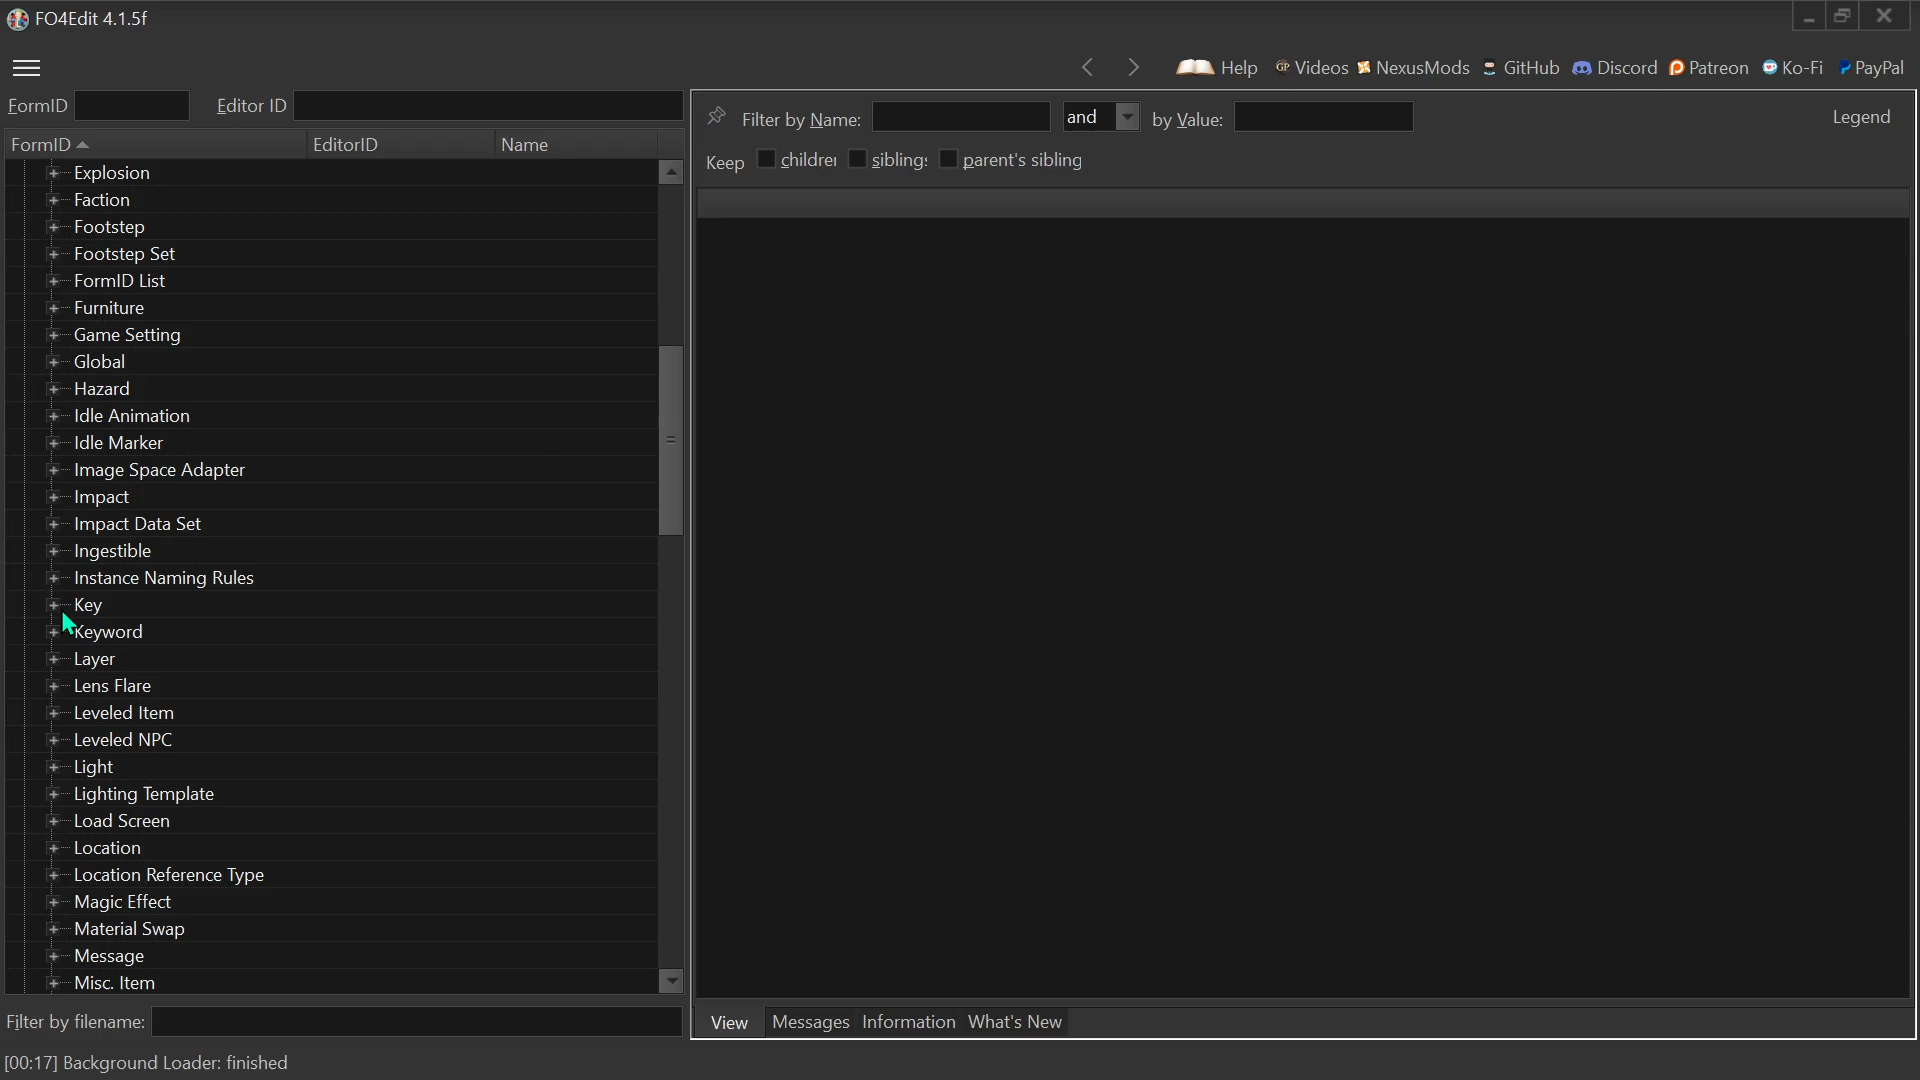 FO4Edit 4.1.5f
Help Videos NexusMods GitHub Discord Patreon Ko-Fi PayPal
FormID Editor ID
FormID EditorID Name
Explosion
Faction
Footstep
Footstep Set
FormID List
Furniture
Game Setting
Global
Hazard
Idle Animation
Idle Marker
Image Space Adapter
Impact
Impact Data Set
Ingestible
Instance Naming Rules
Key
Keyword
Layer
Lens Flare
Leveled Item
Leveled NPC
Light
Lighting Template
Load Screen
Location
Location Reference Type
Magic Effect
Material Swap
Message
Misc. Item
Filter by filename:
[00:17] Background Loader: finished
Filter by Name: and by Value: Legend
Keep children siblings parent's sibling
View Messages Information What's New